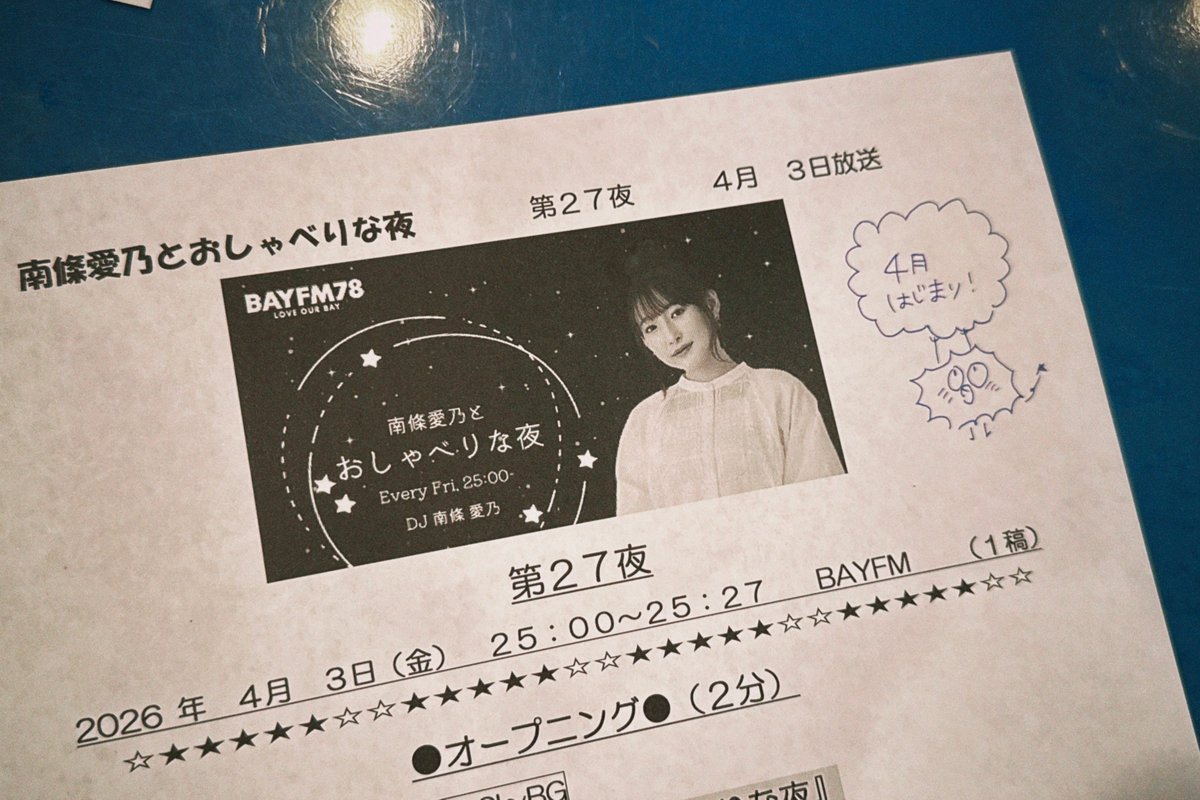 南條愛乃とおしゃべりな夜　第２７夜　４月　３日放送
BAYFM78
LOVE OUR BAY
南條愛乃と
おしゃべりな夜
Every Fri. 25:00-
DJ 南條 愛乃
4月
はじまり！
第２７夜
2026 年　４月　３日（金）　２５：００～２５：２７　BAYFM　（１稿）
☆★★★★★☆☆★★★★★☆☆★★★★★☆☆★★★★★☆☆
●オープニング●（２分）
な夜』